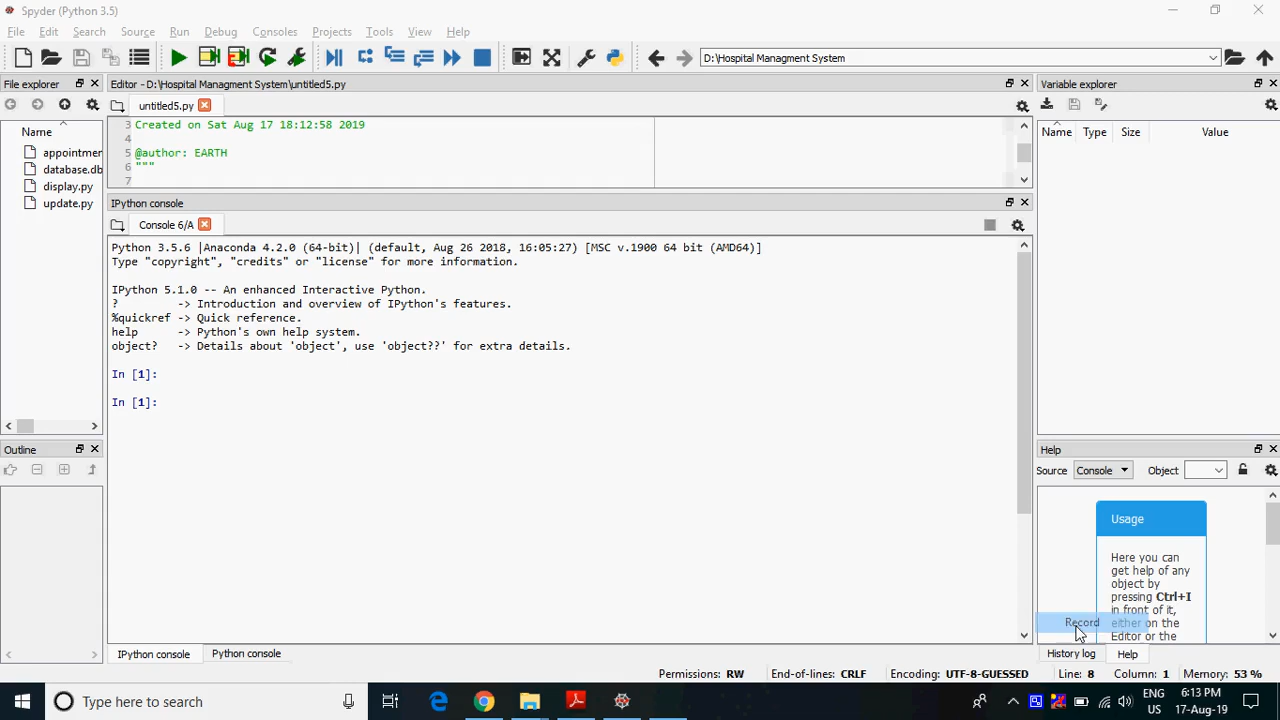 Spyder (Python 3.5)
File Edit Search Source Run Debug Consoles Projects Tools View Help
D:\Hospital Managment System
File explorer
Editor - D:\Hospital Managment System\untitled5.py
Variable explorer
untitled5.py
Name
appointmer
database.db
display.py
update.py
3 Created on Sat Aug 17 18:12:58 2019
4
5 @author: EARTH
6 """
7
Name Type Size Value
IPython console
Console 6/A
Python 3.5.6 |Anaconda 4.2.0 (64-bit)| (default, Aug 26 2018, 16:05:27) [MSC v.1900 64 bit (AMD64)]
Type "copyright", "credits" or "license" for more information.
IPython 5.1.0 -- An enhanced Interactive Python.
? -> Introduction and overview of IPython's features.
%quickref -> Quick reference.
help -> Python's own help system.
object? -> Details about 'object', use 'object??' for extra details.
In [1]:
In [1]:
Outline
Help
Source Console Object
Usage
Here you can
get help of any
object by
pressing Ctrl+I
in front of it,
either on the
Editor or the
Record
IPython console Python console
History log Help
Permissions: RW End-of-lines: CRLF Encoding: UTF-8-GUESSED Line: 8 Column: 1 Memory: 53 %
Type here to search
ENG
US
6:13 PM
17-Aug-19